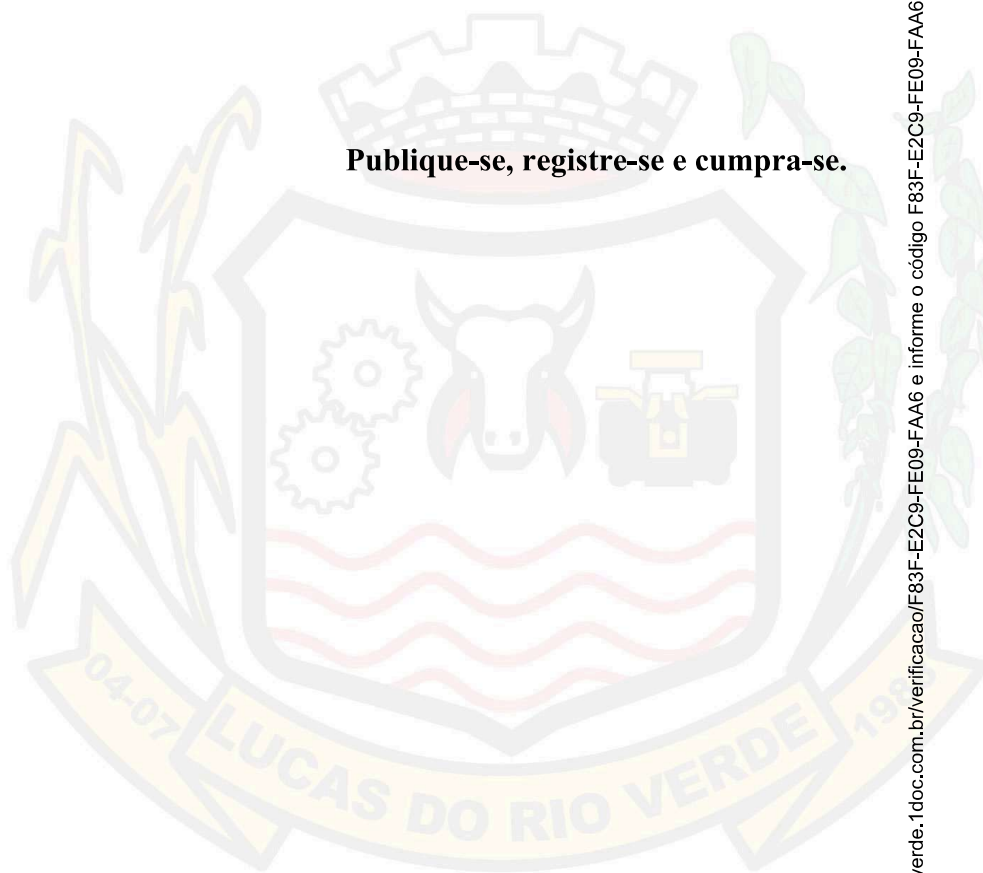 Publique-se, registre-se e cumpra-se.
04-07
LUCAS DO RIO VERDE
verde.1doc.com.br/verificacao/F83F-E2C9-FE09-FAA6 e informe o código F83F-E2C9-FE09-FAA6